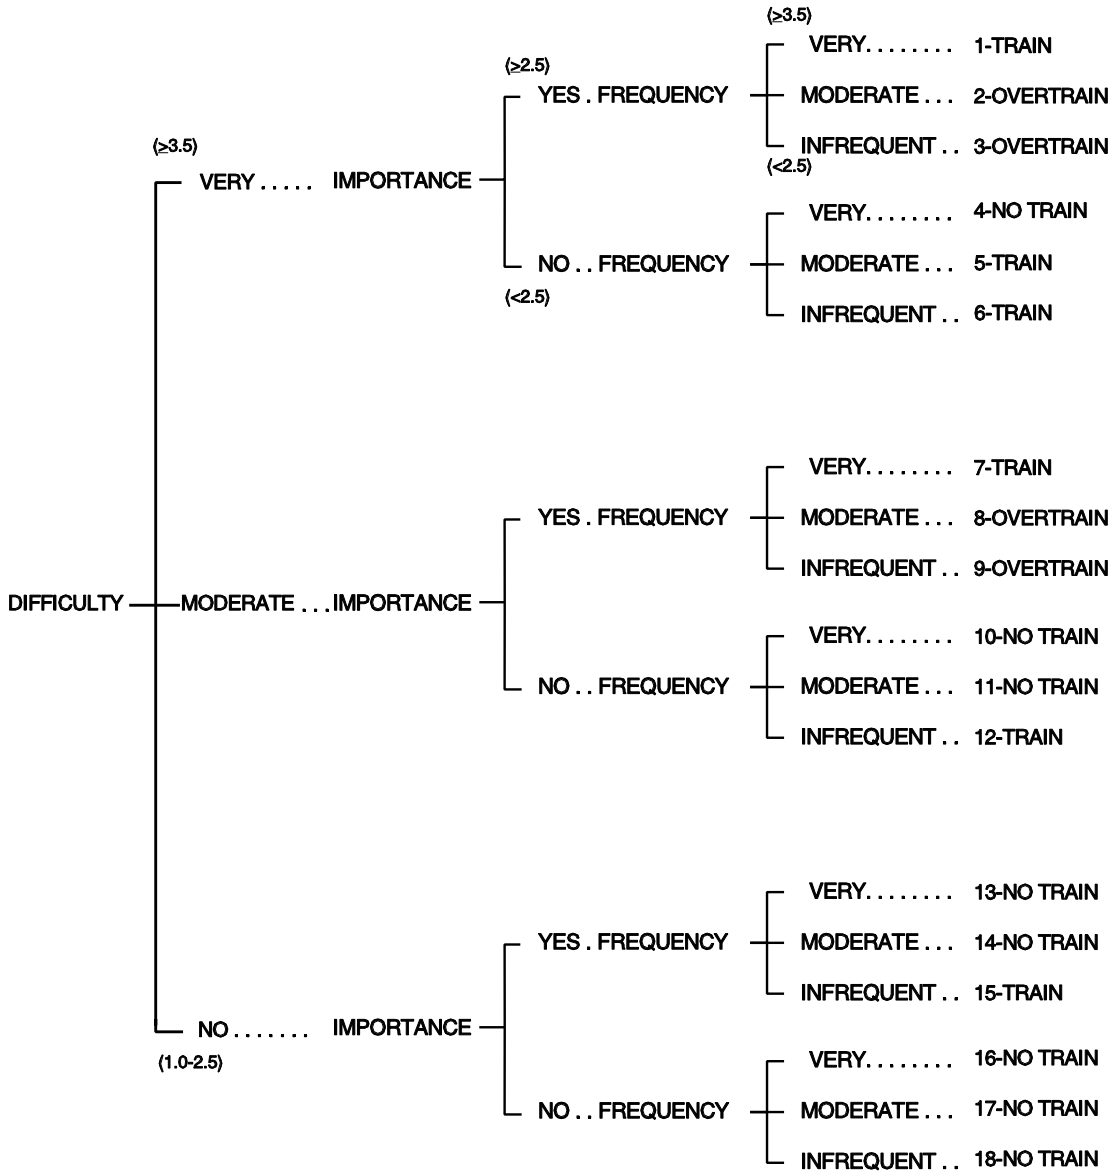 (≥3.5)
VERY........ 1-TRAIN
(≥2.5)
YES . FREQUENCY MODERATE ... 2-OVERTRAIN
INFREQUENT .. 3-OVERTRAIN
(≥3.5) (<2.5)
VERY ..... IMPORTANCE
VERY........ 4-NO TRAIN
NO .. FREQUENCY MODERATE ... 5-TRAIN
(<2.5)
INFREQUENT .. 6-TRAIN
VERY........ 7-TRAIN
YES . FREQUENCY MODERATE ... 8-OVERTRAIN
INFREQUENT .. 9-OVERTRAIN
DIFFICULTY MODERATE ...IMPORTANCE
VERY........ 10-NO TRAIN
NO .. FREQUENCY MODERATE ... 11-NO TRAIN
INFREQUENT .. 12-TRAIN
VERY........ 13-NO TRAIN
YES . FREQUENCY MODERATE ... 14-NO TRAIN
INFREQUENT .. 15-TRAIN
NO ....... IMPORTANCE
(1.0-2.5)
VERY........ 16-NO TRAIN
NO .. FREQUENCY MODERATE ... 17-NO TRAIN
INFREQUENT .. 18-NO TRAIN